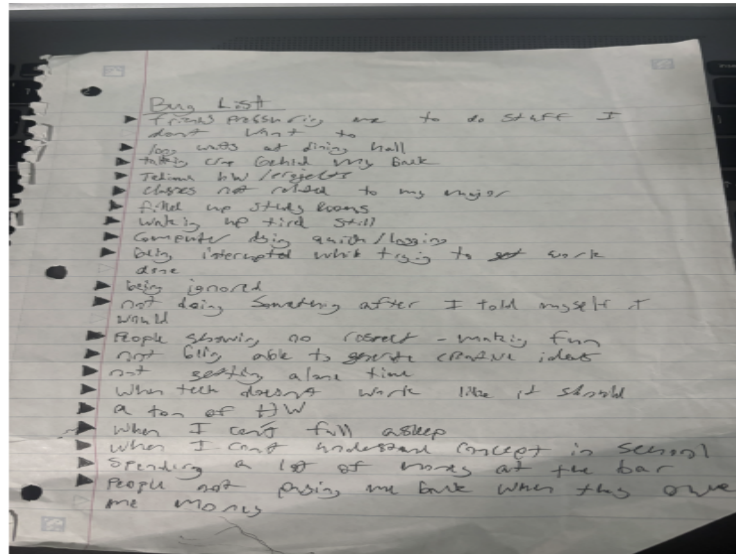 Bug List
▶ friends pressuring me to do stuff I
don't want to
▶ long waits at dining hall
▶ talking crap behind my back
▶ Tedious hw/projects
▶ classes not related to my major
▶ filled up study rooms
▶ waking up tired still
▶ Computer dying quick/lagging
▶ being interrupted while trying to get work
done
▶ being ignored
▶ not doing something after I told myself I
would
▶ People showing no respect - making fun
▶ not being able to generate creative ideas
▶ not getting alone time
▶ When tech doesnt work like it should
▶ a ton of HW
▶ When I can't fall asleep
▶ When I can't understand concept in school
▶ Spending a lot of money at the bar
▶ People not paying me back when they owe
me money